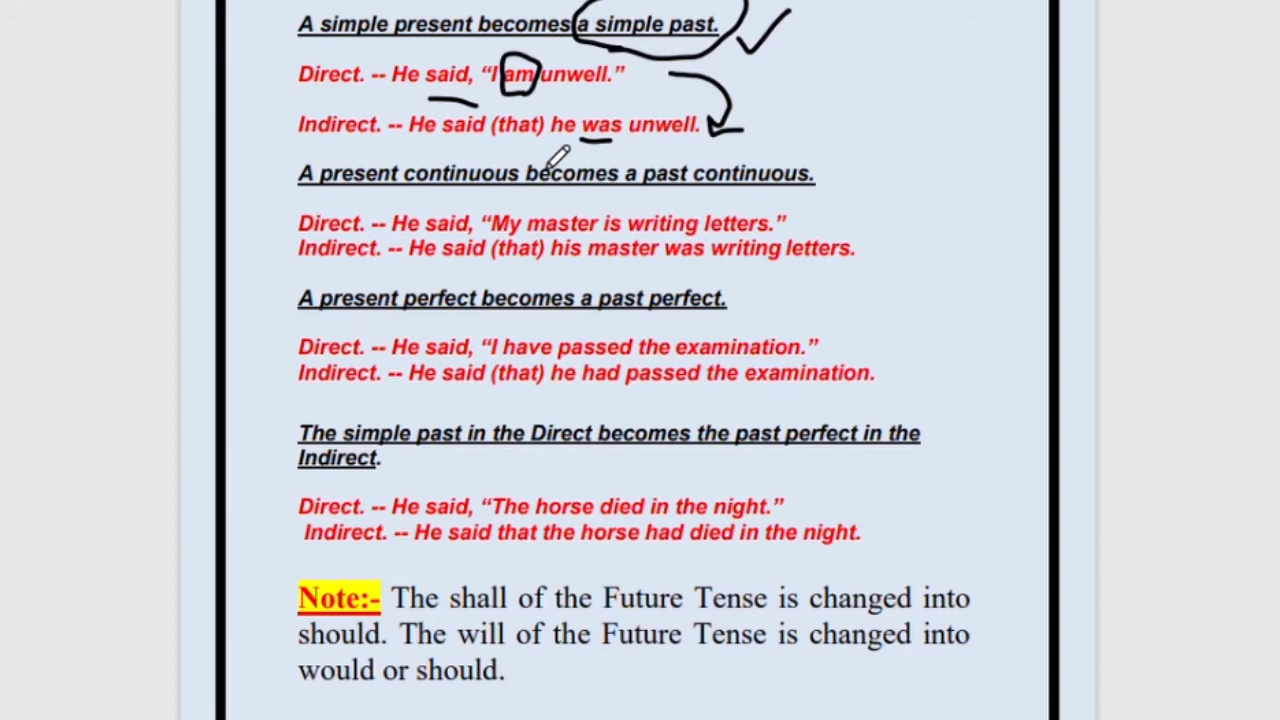 A simple present becomes a simple past.
Direct. -- He said, “I am unwell.”
Indirect. -- He said (that) he was unwell.
A present continuous becomes a past continuous.
Direct. -- He said, “My master is writing letters.”
Indirect. -- He said (that) his master was writing letters.
A present perfect becomes a past perfect.
Direct. -- He said, “I have passed the examination.”
Indirect. -- He said (that) he had passed the examination.
The simple past in the Direct becomes the past perfect in the
Indirect.
Direct. -- He said, “The horse died in the night.”
Indirect. -- He said that the horse had died in the night.
Note:- The shall of the Future Tense is changed into
should. The will of the Future Tense is changed into
would or should.